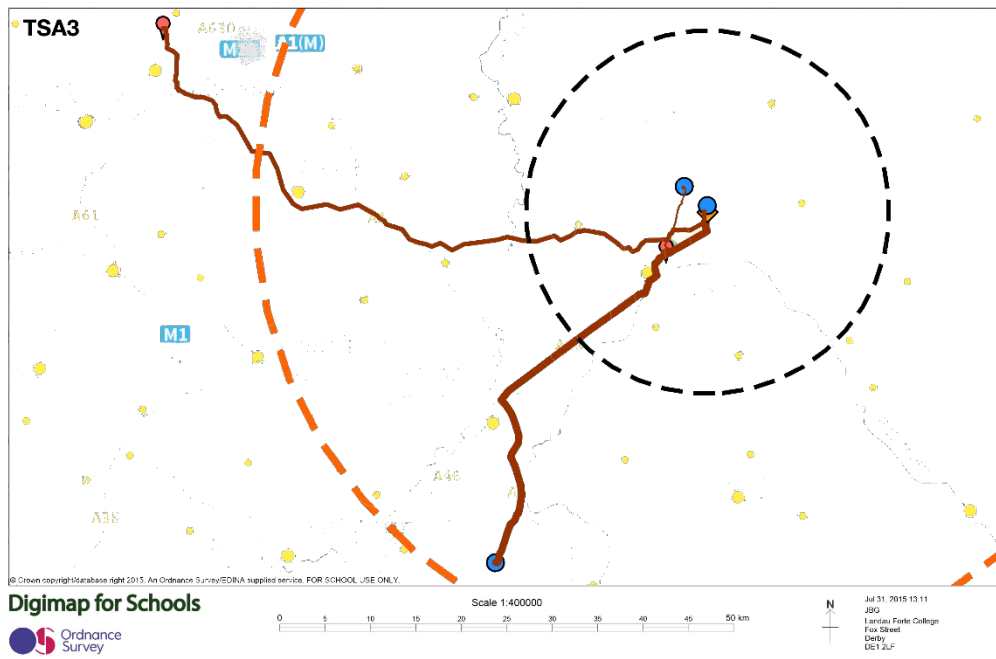 TSA3
A630
A1(M)
A61
M1
A46
© Crown copyright/database right 2015. An Ordnance Survey/EDINA supplied service. FOR SCHOOL USE ONLY.
Digimap for Schools
Ordnance
Survey
Scale 1:400000
0 5 10 15 20 25 30 35 40 45 50 km
N
Jul 31, 2015 13:11
JBG
Landau Forte College
Fox Street
Derby
DE1 2LF